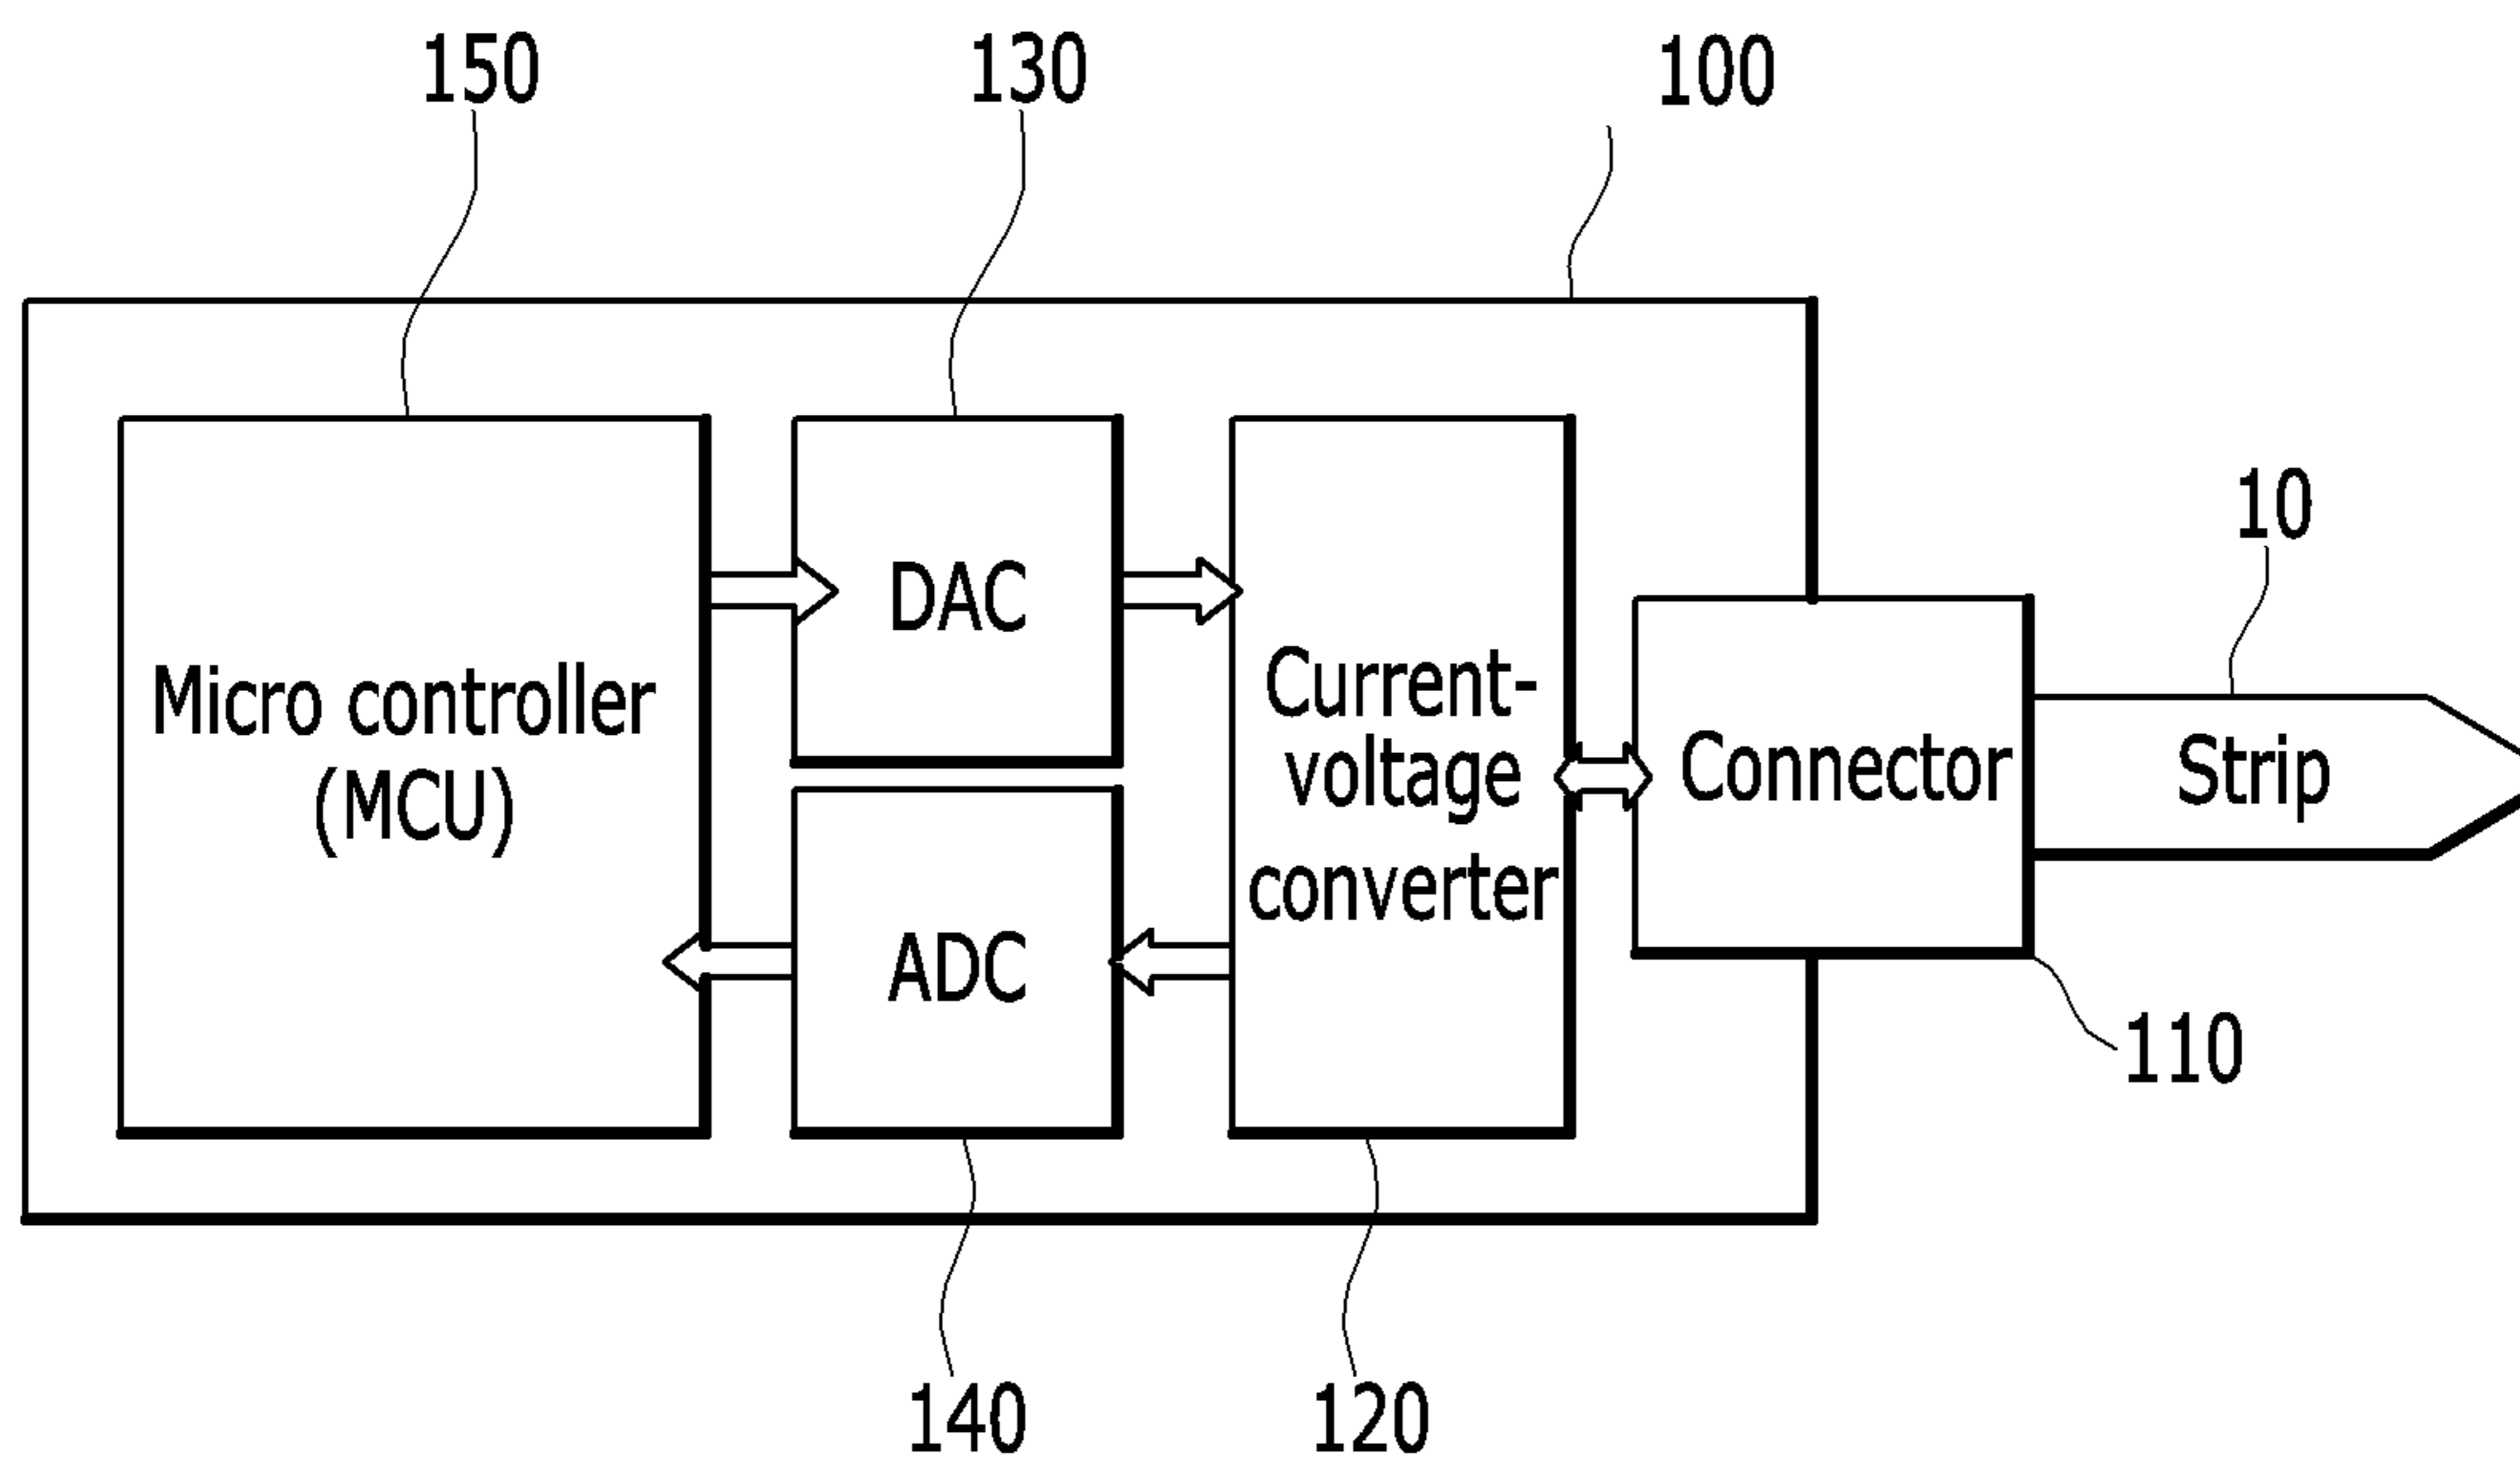 150
130
100
10
Micro controller
(MCU)
DAC
ADC
Current-
voltage
converter
Connector
Strip
110
140
120